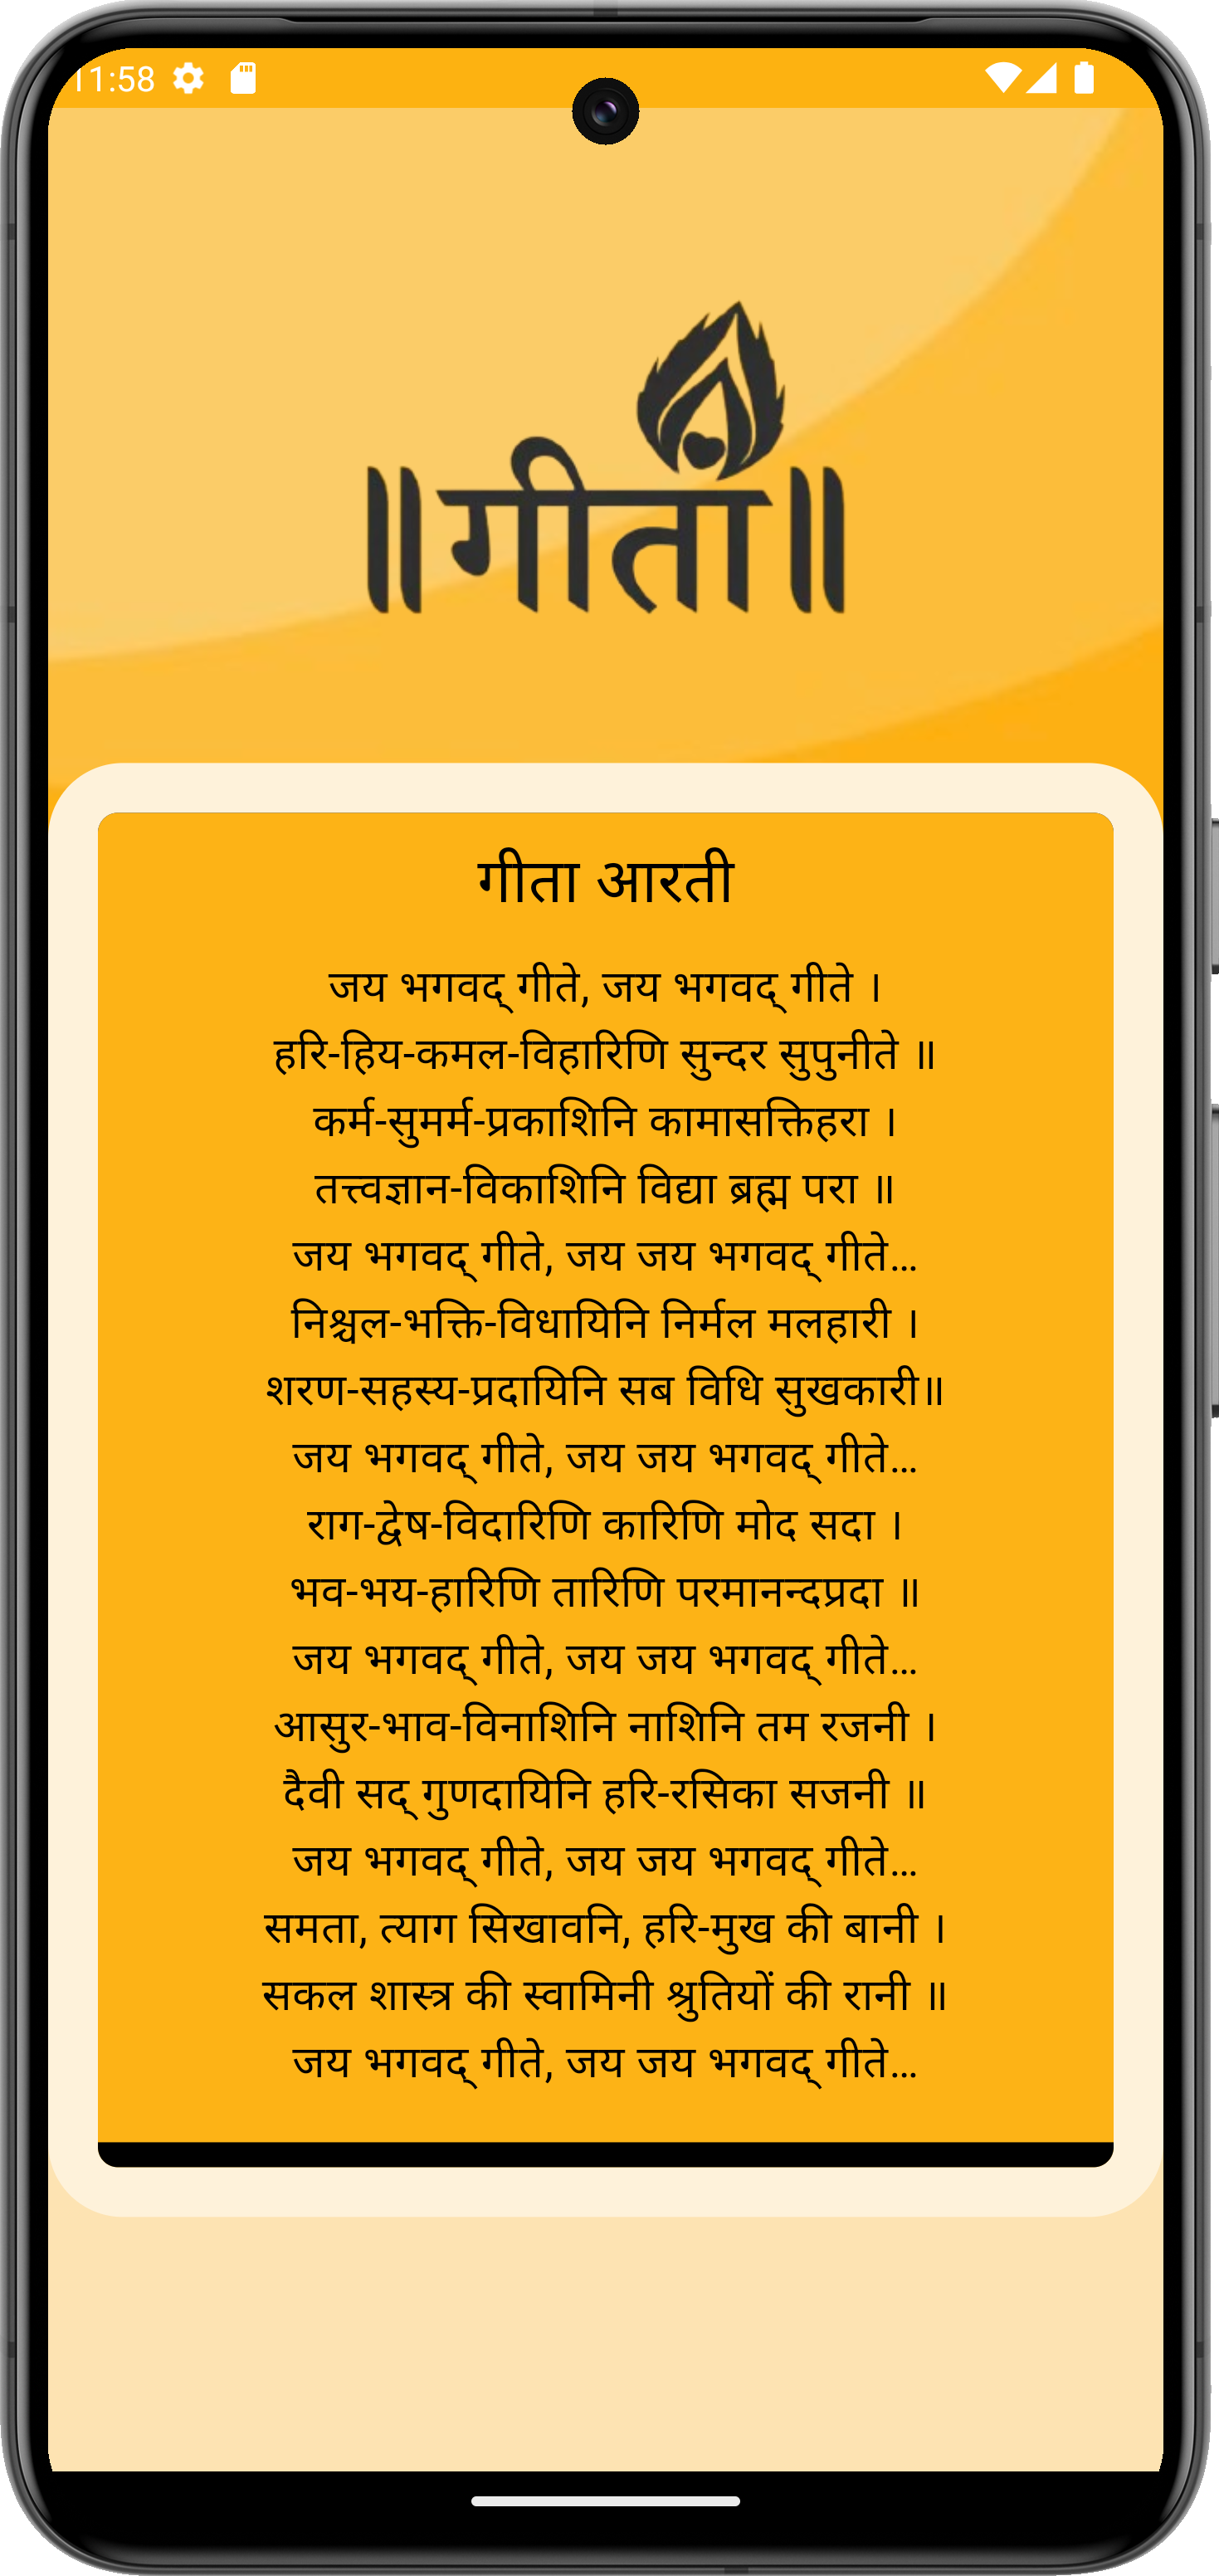 11:58
॥गीता॥
गीता आरती
जय भगवद् गीते, जय भगवद् गीते ।
हरि-हिय-कमल-विहारिणि सुन्दर सुपुनीते ॥
कर्म-सुमर्म-प्रकाशिनि कामासक्तिहरा ।
तत्त्वज्ञान-विकाशिनि विद्या ब्रह्म परा ॥
जय भगवद् गीते, जय जय भगवद् गीते...
निश्चल-भक्ति-विधायिनि निर्मल मलहारी ।
शरण-सहस्य-प्रदायिनि सब विधि सुखकारी॥
जय भगवद् गीते, जय जय भगवद् गीते...
राग-द्वेष-विदारिणि कारिणि मोद सदा ।
भव-भय-हारिणि तारिणि परमानन्दप्रदा ॥
जय भगवद् गीते, जय जय भगवद् गीते...
आसुर-भाव-विनाशिनि नाशिनि तम रजनी ।
दैवी सद् गुणदायिनि हरि-रसिका सजनी ॥
जय भगवद् गीते, जय जय भगवद् गीते...
समता, त्याग सिखावनि, हरि-मुख की बानी ।
सकल शास्त्र की स्वामिनी श्रुतियों की रानी ॥
जय भगवद् गीते, जय जय भगवद् गीते...